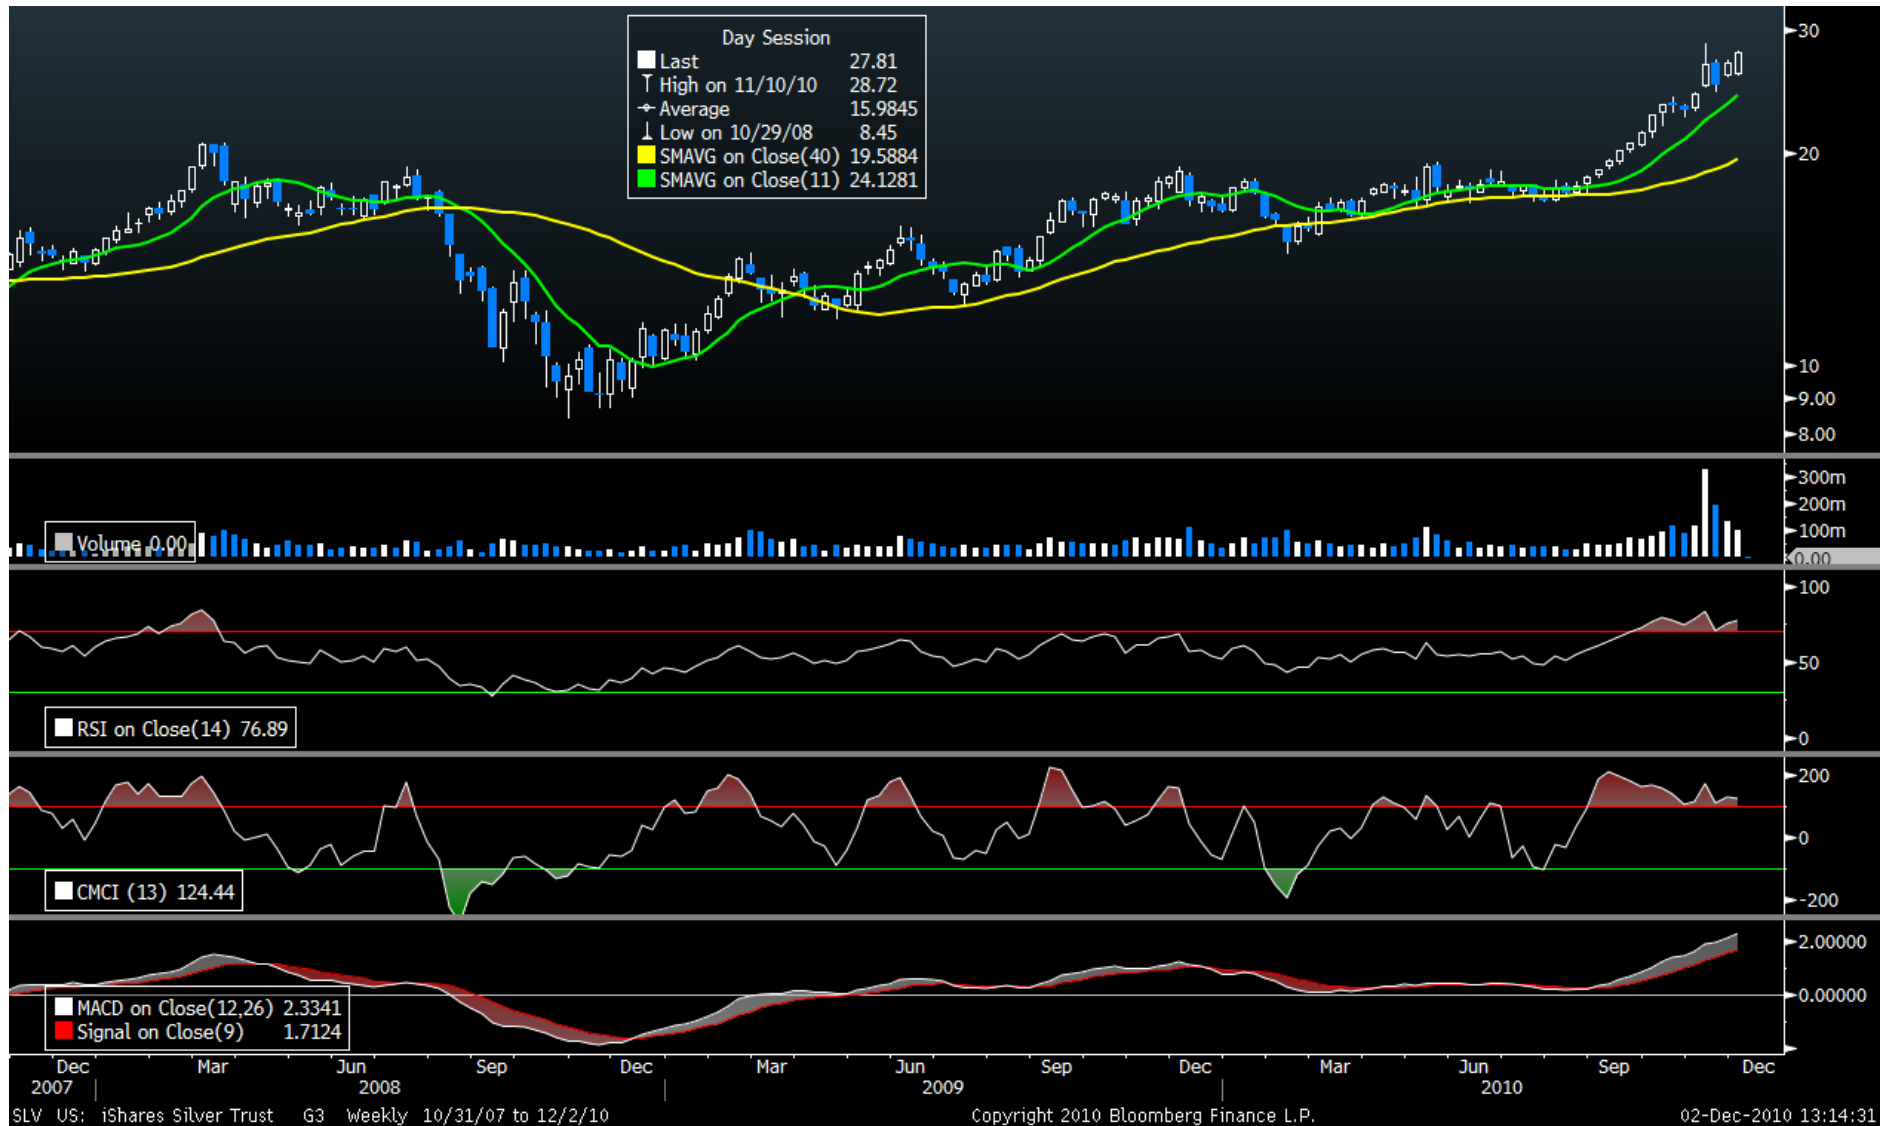 Day Session
Last 27.81
High on 11/10/10 28.72
Average 15.9845
Low on 10/29/08 8.45
SMAVG on Close(40) 19.5884
SMAVG on Close(11) 24.1281
30
20
10
9.00
8.00
300m
200m
100m
0.00
Volume 0.00
100
50
0
RSI on Close(14) 76.89
200
0
-200
CMCI (13) 124.44
2.00000
0.00000
MACD on Close(12,26) 2.3341
Signal on Close(9) 1.7124
Dec Mar Jun Sep Dec Mar Jun Sep Dec Mar Jun Sep Dec
2007 2008 2009 2010
SLV US: iShares Silver Trust G3 Weekly 10/31/07 to 12/2/10 Copyright 2010 Bloomberg Finance L.P. 02-Dec-2010 13:14:31